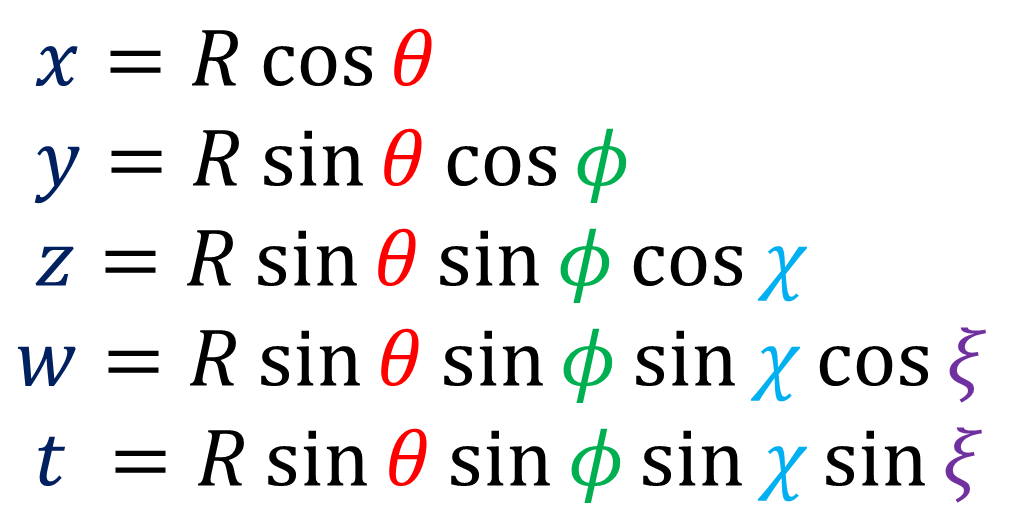 x = R cos θ
y = R sin θ cos ϕ
z = R sin θ sin ϕ cos χ
w = R sin θ sin ϕ sin χ cos ξ
t = R sin θ sin ϕ sin χ sin ξ